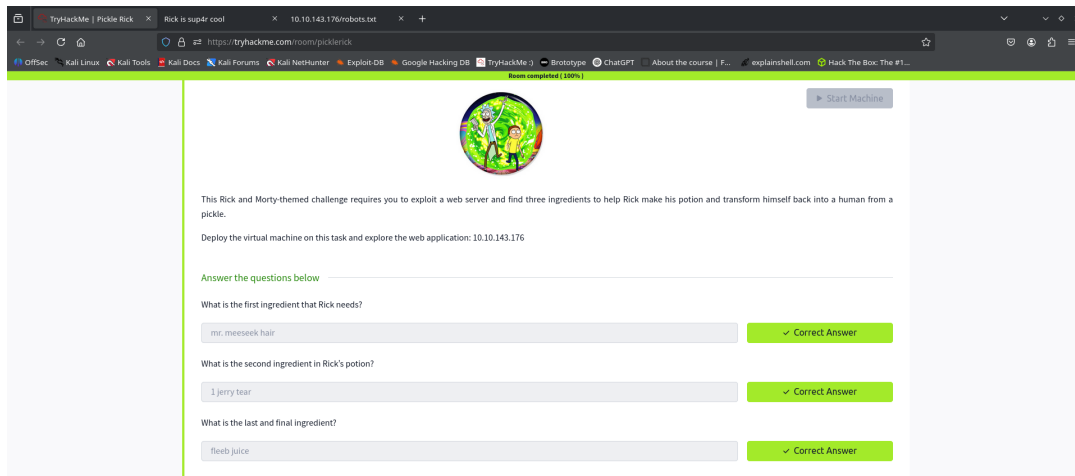 TryHackMe | Pickle Rick
Rick is sup4r cool
10.10.143.176/robots.txt
https://tryhackme.com/room/picklerick
OffSec Kali Linux Kali Tools Kali Docs Kali Forums Kali NetHunter Exploit-DB Google Hacking DB TryHackMe :) Brototype ChatGPT About the course | F... explainshell.com Hack The Box: The #1...
Room completed ( 100% )
Start Machine
This Rick and Morty-themed challenge requires you to exploit a web server and find three ingredients to help Rick make his potion and transform himself back into a human from a
pickle.
Deploy the virtual machine on this task and explore the web application: 10.10.143.176
Answer the questions below
What is the first ingredient that Rick needs?
mr. meeseek hair
✓ Correct Answer
What is the second ingredient in Rick's potion?
1 jerry tear
✓ Correct Answer
What is the last and final ingredient?
fleeb juice
✓ Correct Answer